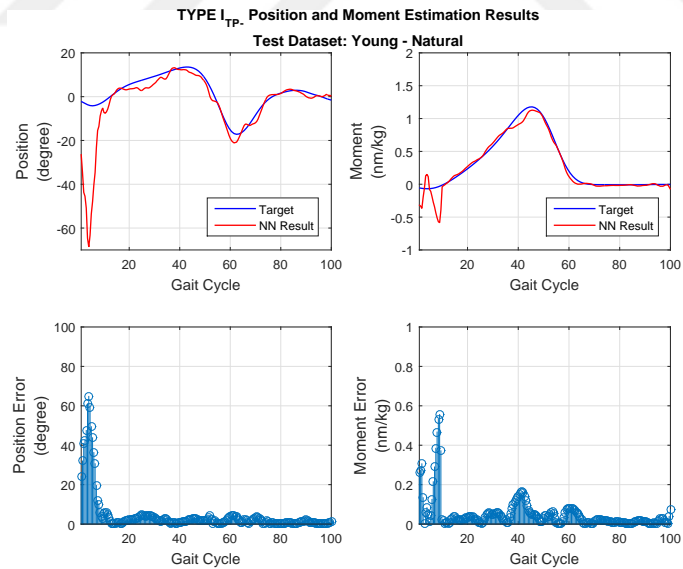 TYPE I_TP-  Position and Moment Estimation Results
Test Dataset: Young - Natural
20
0
-20
-40
-60
20
40
60
80
100
Position
(degree)
Gait Cycle
Target
NN Result
2
1.5
1
0.5
0
-0.5
-1
20
40
60
80
100
Moment
(nm/kg)
Gait Cycle
Target
NN Result
100
80
60
40
20
0
20
40
60
80
100
Position Error
(degree)
Gait Cycle
1
0.8
0.6
0.4
0.2
0
20
40
60
80
100
Moment Error
(nm/kg)
Gait Cycle